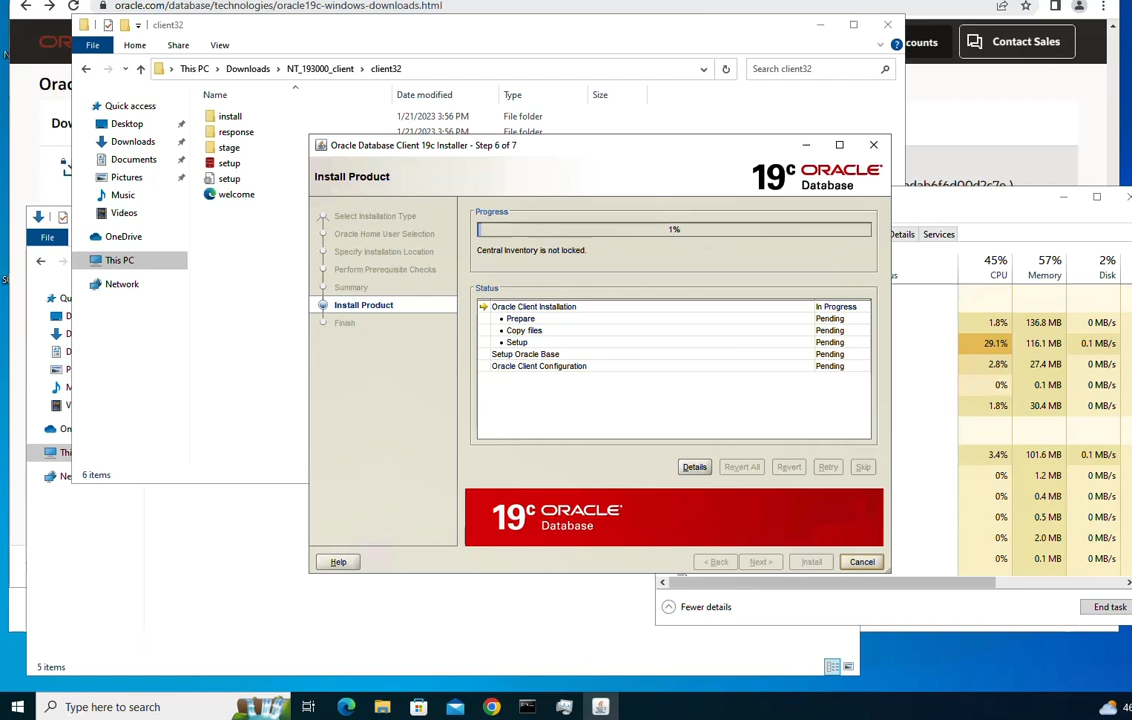 oracle.com/database/technologies/oracle19c-windows-downloads.html
client32
File
Home
Share
View
counts
Contact Sales
This PC
Downloads
NT_193000_client
client32
Search client32
Name
Date modified
Type
Size
Quick access
Desktop
Downloads
Documents
Pictures
Music
Videos
OneDrive
This PC
Network
install
1/21/2023 3:56 PM
File folder
response
1/21/2023 3:56 PM
File folder
stage
setup
setup
welcome
6 items
Oracle Database Client 19c Installer - Step 6 of 7
Install Product
19c ORACLE
Database
Select Installation Type
Oracle Home User Selection
Specify Installation Location
Perform Prerequisite Checks
Summary
Install Product
Finish
Progress
1%
Central Inventory is not locked.
Status
Oracle Client Installation
In Progress
Prepare
Pending
Copy files
Pending
Setup
Pending
Setup Oracle Base
Pending
Oracle Client Configuration
Pending
Details
Revert All
Revert
Retry
Skip
19c ORACLE
Database
Help
< Back
Next >
Install
Cancel
File
5 items
Details
Services
45%
57%
2%
CPU
Memory
Disk
1.8%
136.8 MB
0 MB/s
29.1%
116.1 MB
0.1 MB/s
2.8%
27.4 MB
0 MB/s
0%
0.1 MB
0 MB/s
1.8%
30.4 MB
0 MB/s
3.4%
101.6 MB
0.1 MB/s
0%
1.2 MB
0 MB/s
0%
0.4 MB
0 MB/s
0%
0.5 MB
0 MB/s
0%
2.0 MB
0 MB/s
0%
0.1 MB
0 MB/s
Fewer details
End task
Type here to search